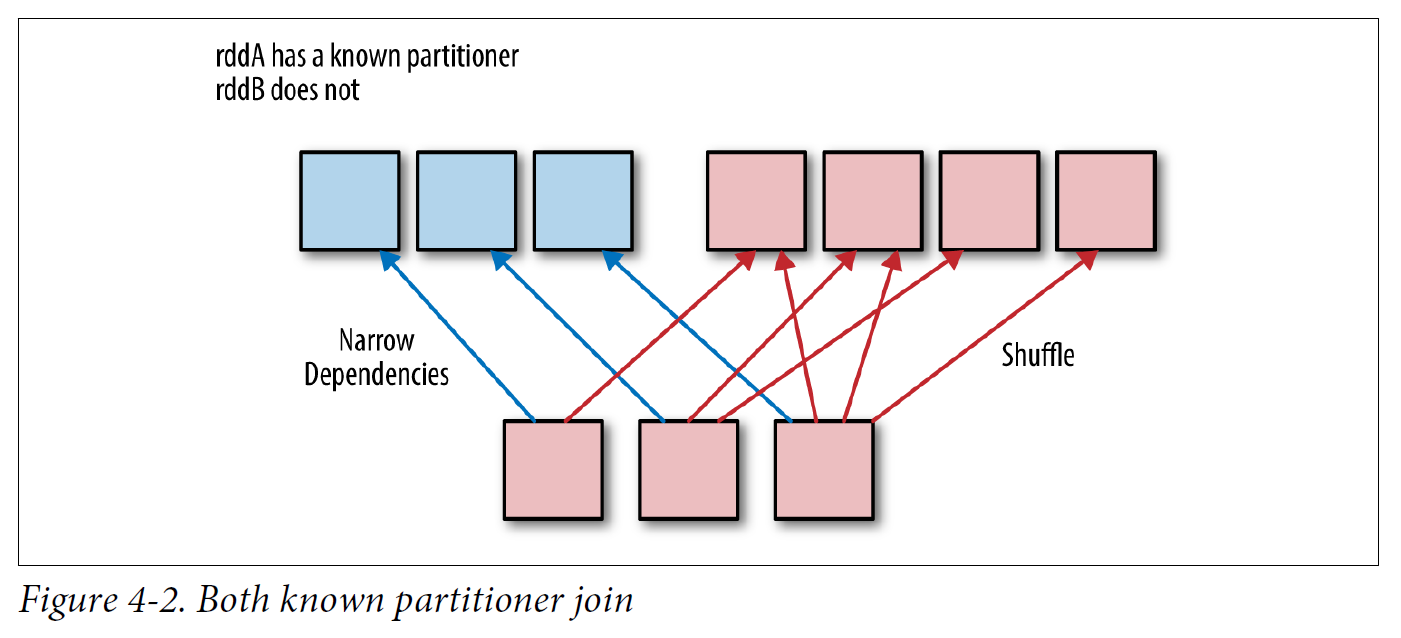 rddA has a known partitioner
rddB does not
Narrow
Dependencies
Shuffle
Figure 4-2. Both known partitioner join